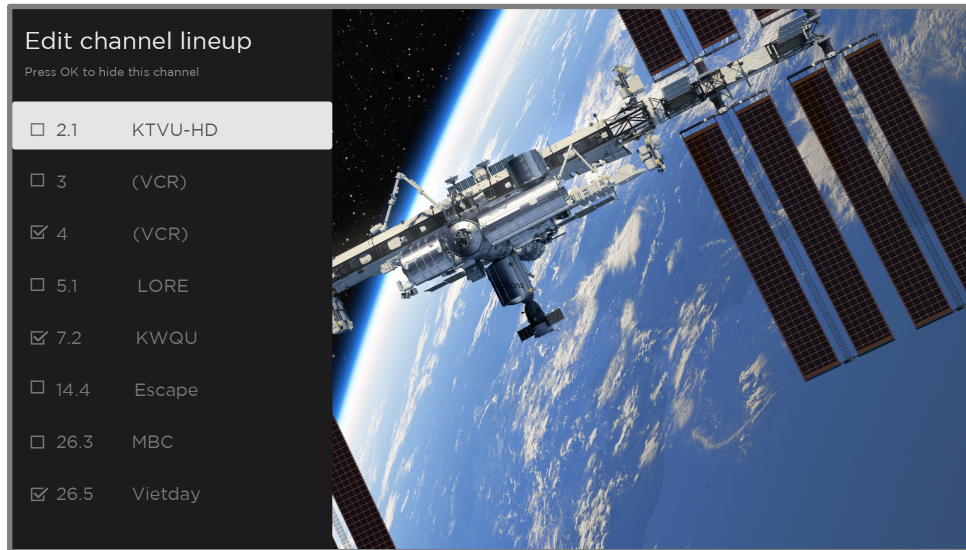 Edit channel lineup
Press OK to hide this channel
2.1 KTVU-HD
3 (VCR)
4 (VCR)
5.1 LORE
7.2 KWQU
14.4 Escape
26.3 MBC
26.5 Vietday